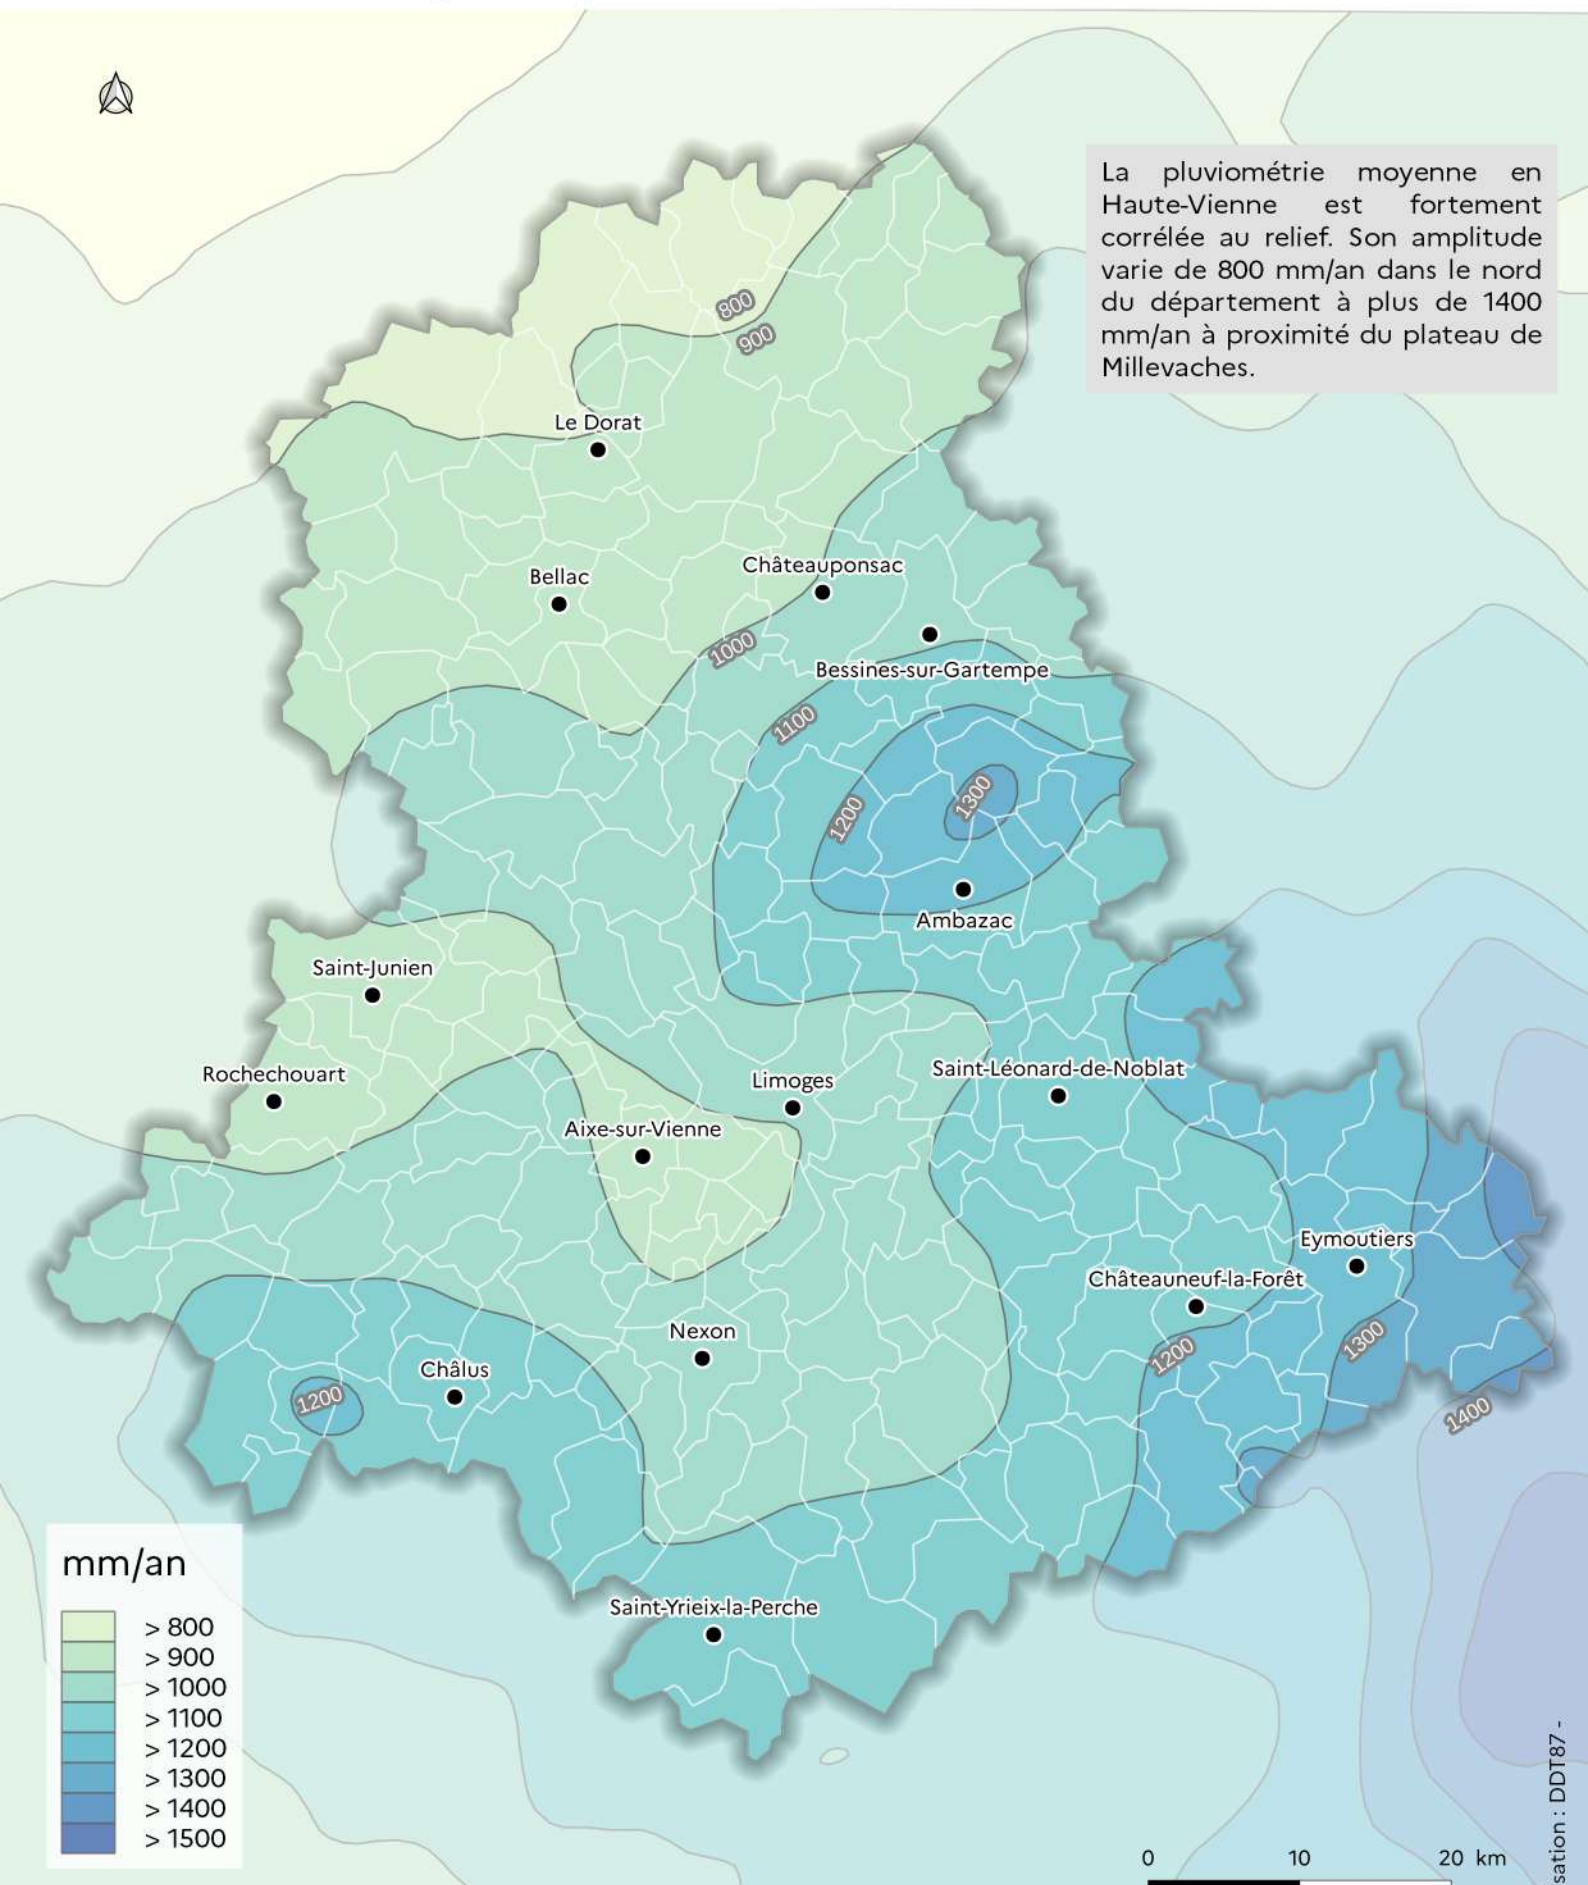 La pluviométrie moyenne en
Haute-Vienne est fortement
corrélée au relief. Son amplitude
varie de 800 mm/an dans le nord
du département à plus de 1400
mm/an à proximité du plateau de
Millevaches.
800
900
Le Dorat
Châteauponsac
Bellac
1000
Bessines-sur-Gartempe
1100
1300
1200
Ambazac
Saint-Junien
Saint-Léonard-de-Noblat
Rochechouart
Limoges
Aixe-sur-Vienne
Eymoutiers
Châteauneuf-la-Forêt
Nexon
1300
1200
Châlus
1200
1400
mm/an
Saint-Yrieix-la-Perche
> 800
> 900
> 1000
> 1100
> 1200
> 1300
> 1400
> 1500
0 10 20 km
sation : DDT87 -